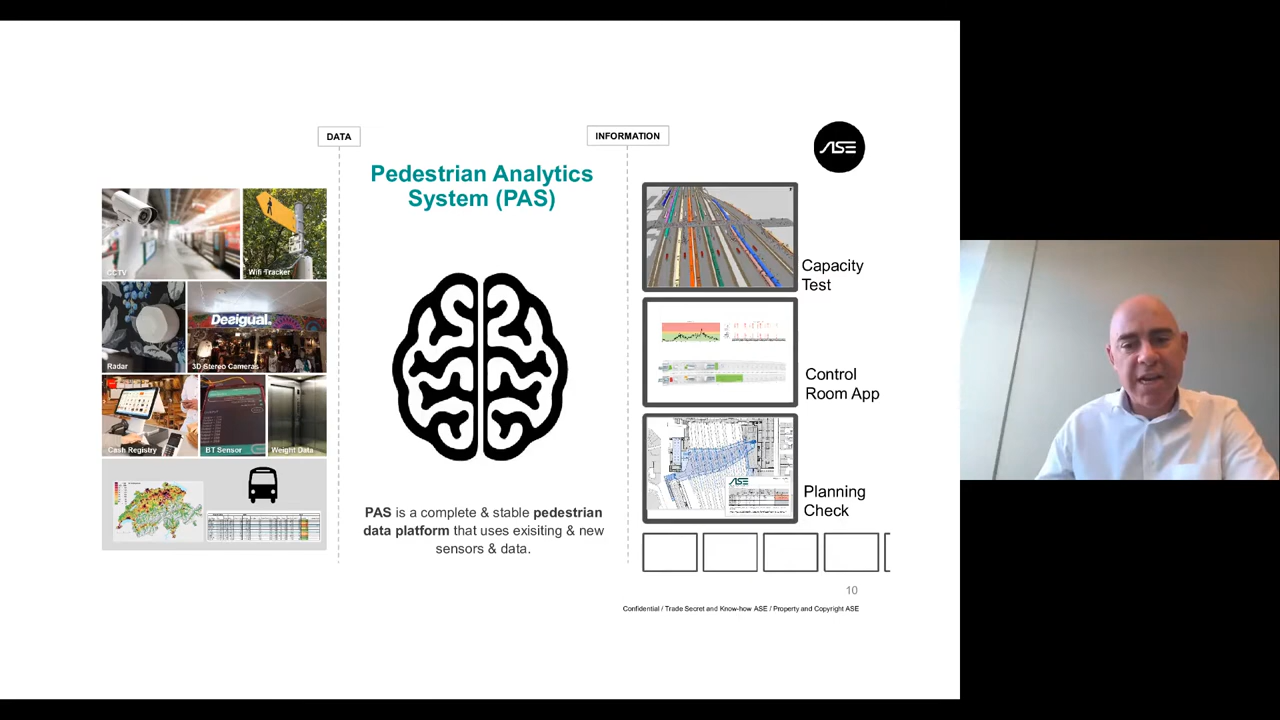 DATA
INFORMATION
ASE
Pedestrian Analytics
System (PAS)
CCTV
Wifi Tracker
Radar
Desigual.
3D Stereo Cameras
Cash Registry
BT Sensor
Weight Data
PAS is a complete & stable pedestrian
data platform that uses exisiting & new
sensors & data.
Capacity
Test
Control
Room App
ASE
Planning
Check
10
Confidential / Trade Secret and Know-how ASE / Property and Copyright ASE